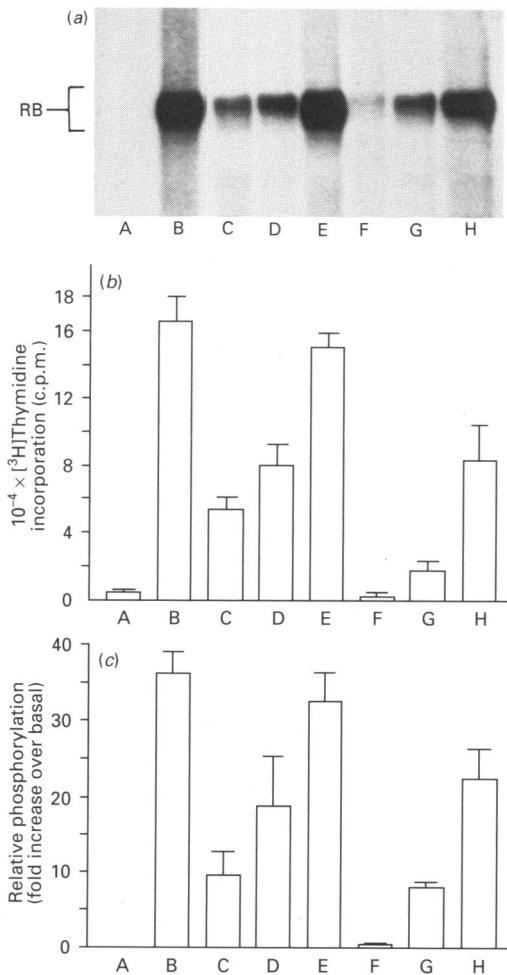 (a)
RB
A B C D E F G H
(b)
10⁻⁴ × [³H]Thymidine
incorporation (c.p.m.)
18
16
12
8
4
0
A B C D E F G H
(c)
Relative phosphorylation
(fold increase over basal)
40
30
20
10
0
A B C D E F G H